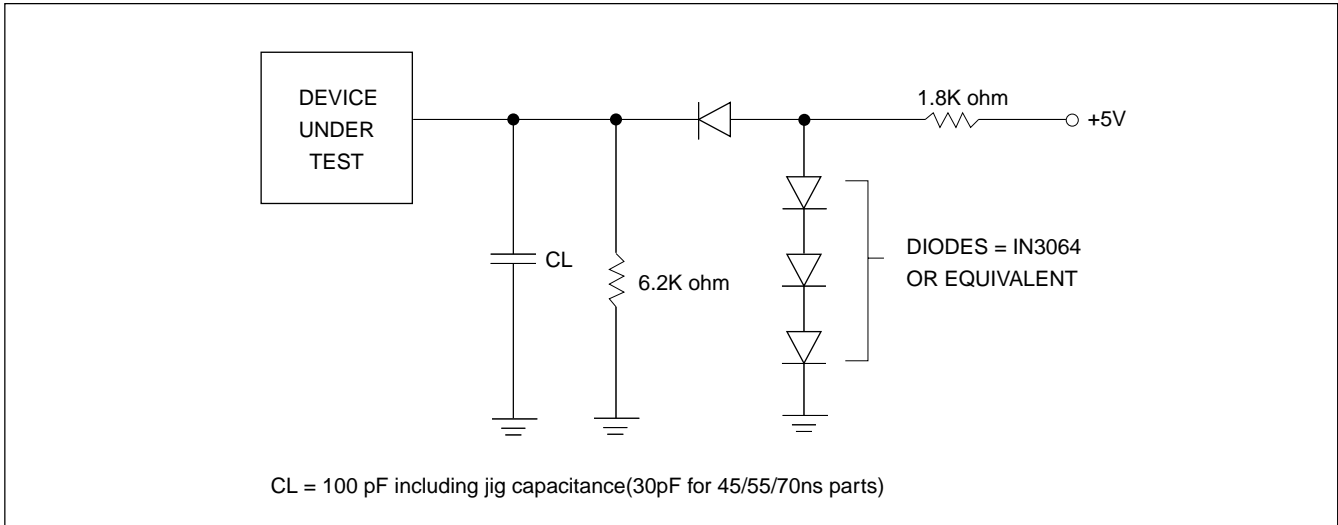 DEVICE
UNDER
TEST
1.8K ohm
+5V
CL
6.2K ohm
DIODES = IN3064
OR EQUIVALENT
CL = 100 pF including jig capacitance(30pF for 45/55/70ns parts)